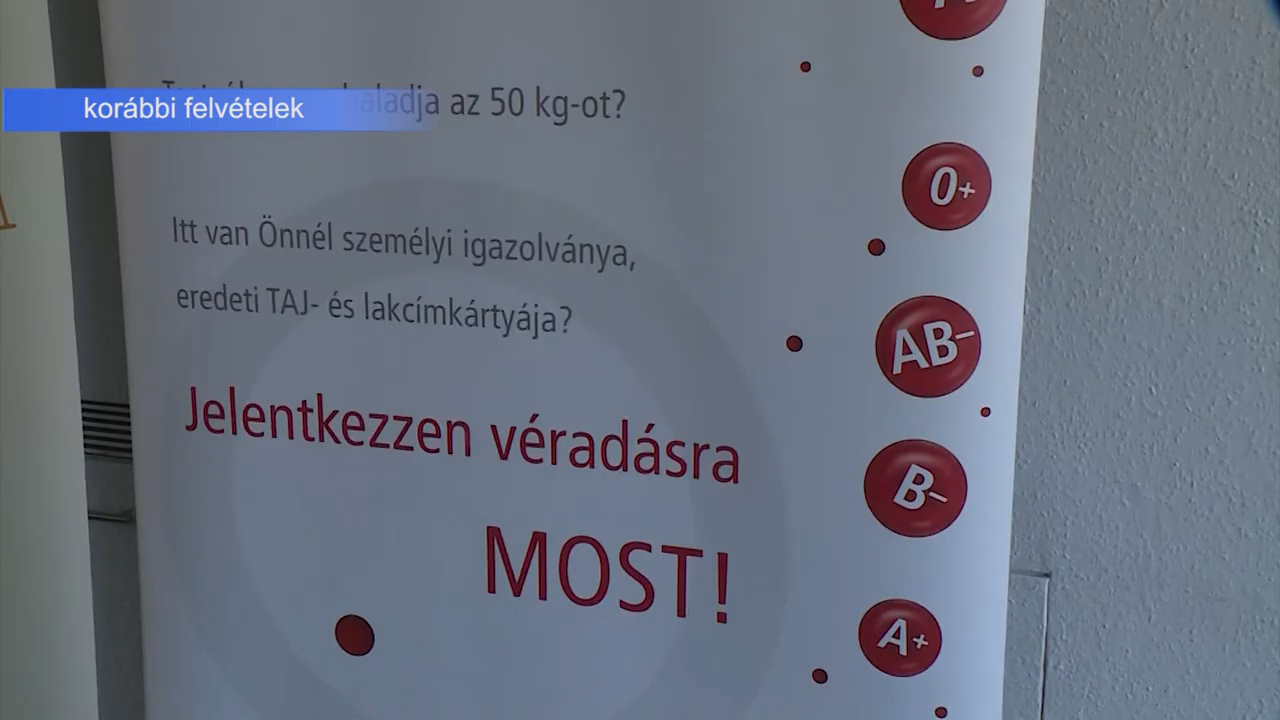 korábbi felvételek
az 50 kg-ot?
Itt van Önnél személyi igazolványa,
eredeti TAJ- és lakcímkártyája?
Jelentkezzen véradásra
MOST!
0+
AB-
B-
A+